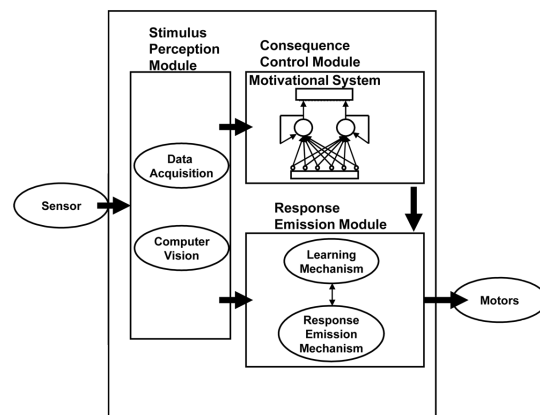 Stimulus
Perception
Module
Consequence
Control Module
Motivational System
Data
Acquisition
Sensor
Computer
Vision
Response
Emission Module
Learning
Mechanism
Response
Emission
Mechanism
Motors